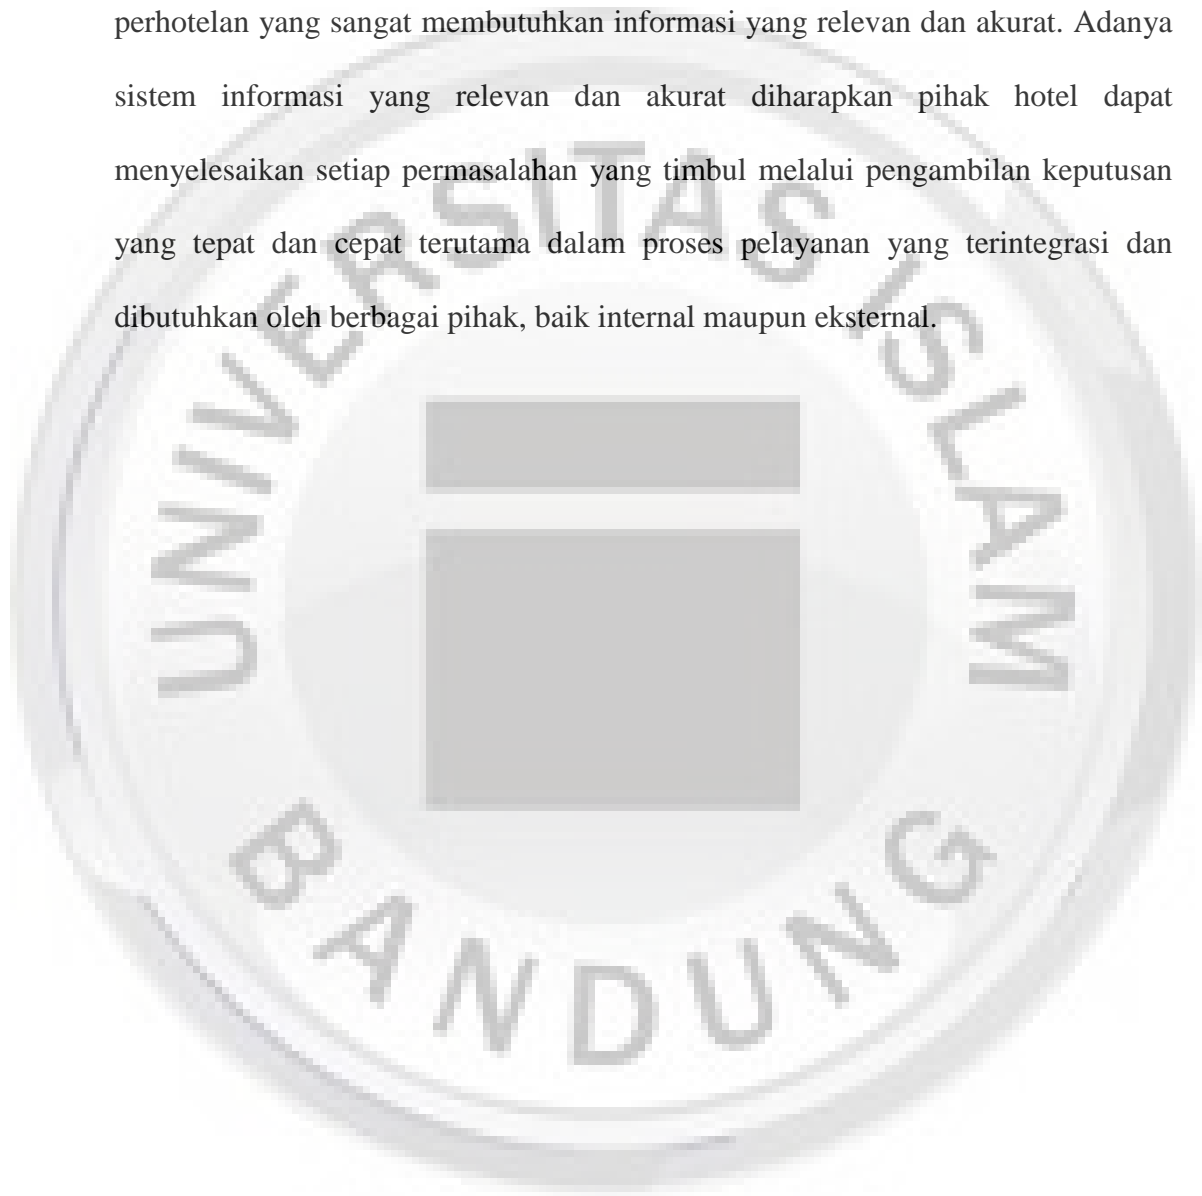 perhotelan yang sangat membutuhkan informasi yang relevan dan akurat. Adanya
sistem informasi yang relevan dan akurat diharapkan pihak hotel dapat
menyelesaikan setiap permasalahan yang timbul melalui pengambilan keputusan
yang tepat dan cepat terutama dalam proses pelayanan yang terintegrasi dan
dibutuhkan oleh berbagai pihak, baik internal maupun eksternal.
UNIVERSITAS ISLAM
BANDUNG